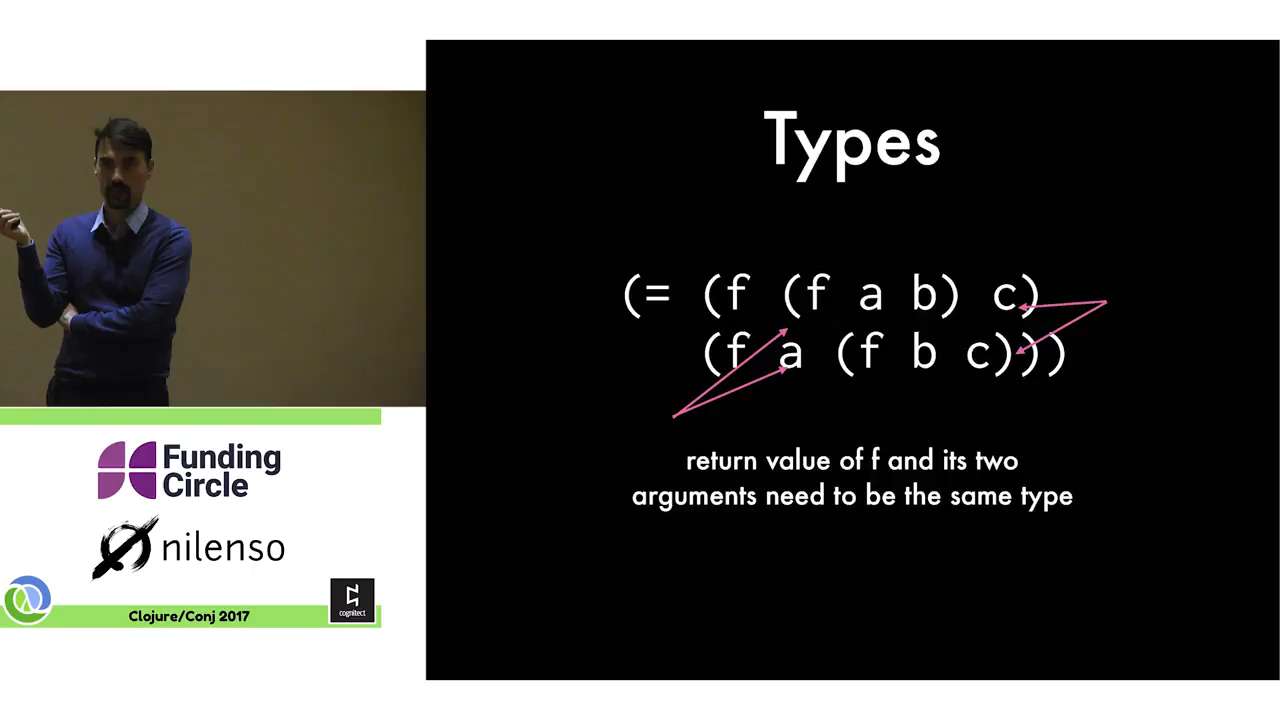 Types
(= (f (f a b) c)
(f a (f b c)))
return value of f and its two
arguments need to be the same type
Funding
Circle
nilenso
cognitect
Clojure/Conj 2017